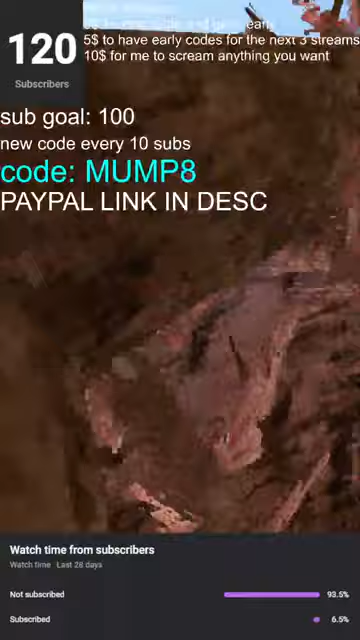 120
Subscribers
5$ to have early codes for the next 3 streams
10$ for me to scream anything you want
sub goal: 100
new code every 10 subs
code: MUMP8
PAYPAL LINK IN DESC
Watch time from subscribers
Watch time · Last 28 days
Not subscribed 93.5%
Subscribed 6.5%